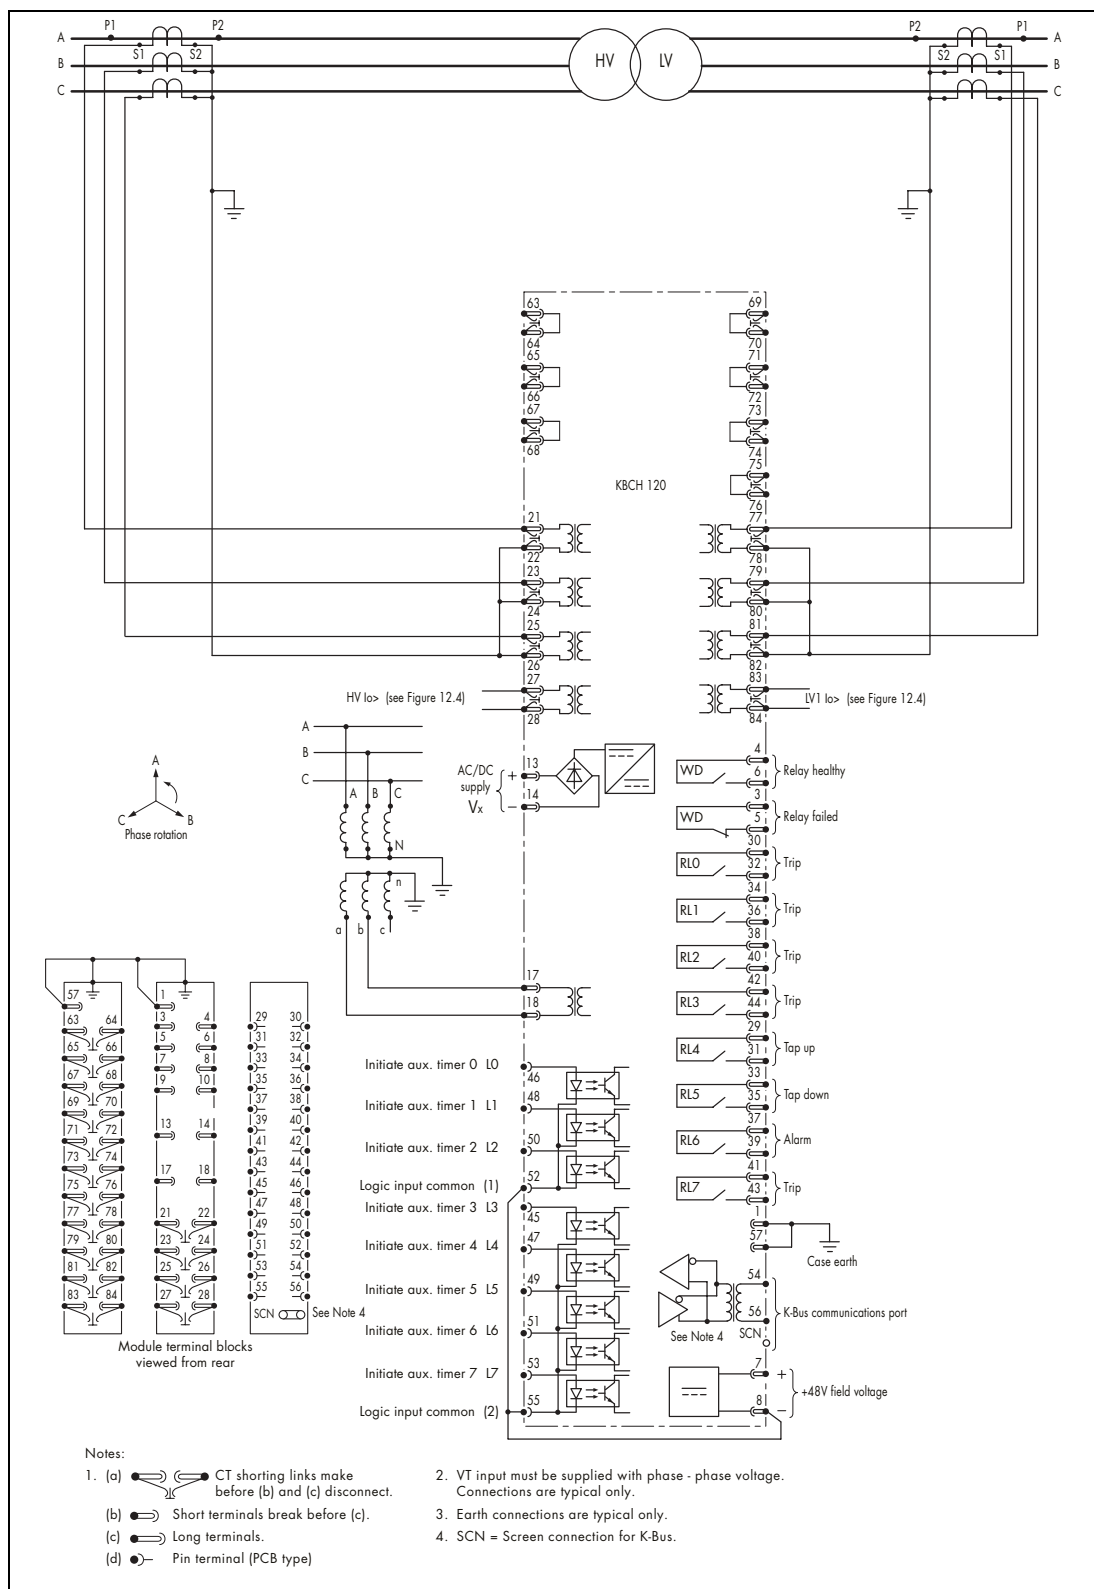 P1 P2 P2 P1
A HV LV A
S1 S2 S2 S1
B B
C C
63 69
64 70
65 71
66 72
67 73
68 74
75
KBCH 120
76
21 77
22 78
23 79
24 80
25 81
26 82
27 83
HV Io> (see Figure 12.4) LV1 Io> (see Figure 12.4)
28 84
A
B
C
A B C
N
n
a b c
A
C B
Phase rotation
AC/DC
supply
Vx
+ 13
− 14
17
18
4
WD 6 Relay healthy
3
WD 5 Relay failed
30
RL0 32 Trip
34
RL1 36 Trip
38
RL2 40 Trip
42
RL3 44 Trip
29
RL4 31 Tap up
33
RL5 35 Tap down
37
RL6 39 Alarm
41
RL7 43 Trip
1
57
Case earth
54
56 K-Bus communications port
See Note 4 SCN
7 +
+48V field voltage
8 −
Initiate aux. timer 0 L0
46
Initiate aux. timer 1 L1 48
Initiate aux. timer 2 L2 50
Logic input common (1) 52
Initiate aux. timer 3 L3
45
Initiate aux. timer 4 L4 47
Initiate aux. timer 5 L5 49
Initiate aux. timer 6 L6 51
Initiate aux. timer 7 L7 53
Logic input common (2) 55
57
63 64
65 66
67 68
69 70
71 72
73 74
75 76
77 78
79 80
81 82
83 84
1
3 4
5 6
7 8
9 10
13 14
17 18
21 22
23 24
25 26
27 28
29 30
31 32
33 34
35 36
37 38
39 40
41 42
43 44
45 46
47 48
49 50
51 52
53 54
55 56
SCN See Note 4
Module terminal blocks
viewed from rear
Notes:
1. (a) CT shorting links make
before (b) and (c) disconnect.
(b) Short terminals break before (c).
(c) Long terminals.
(d) Pin terminal (PCB type)
2. VT input must be supplied with phase - phase voltage.
Connections are typical only.
3. Earth connections are typical only.
4. SCN = Screen connection for K-Bus.